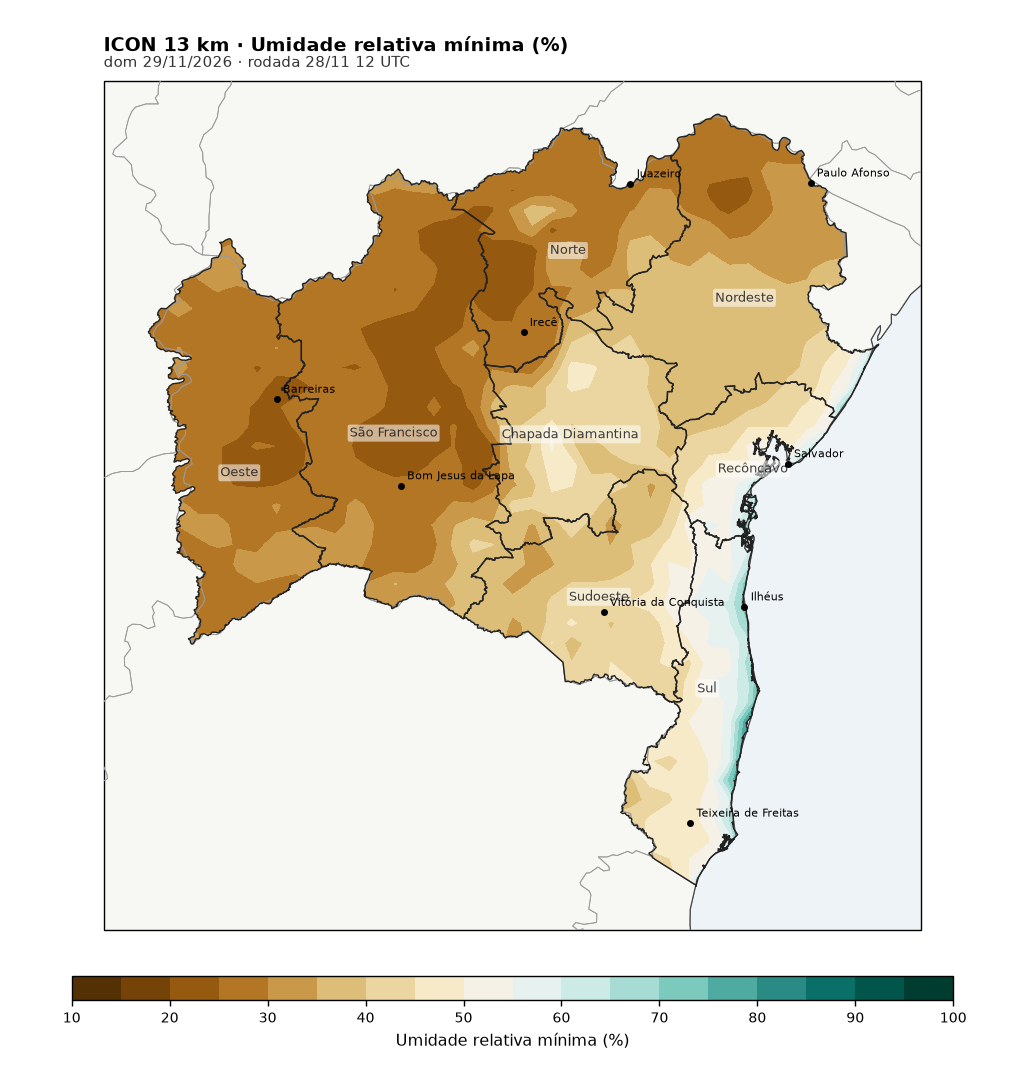 ICON 13 km · Umidade relativa mínima (%)
dom 29/11/2026 · rodada 28/11 12 UTC
Juazeiro
Paulo Afonso
Norte
Nordeste
Irecê
Barreiras
São Francisco
Chapada Diamantina
Salvador
Recôncavo
Oeste
Bom Jesus da Lapa
Sudoeste
Ilhéus
Vitória da Conquista
Sul
Teixeira de Freitas
10 20 30 40 50 60 70 80 90 100
Umidade relativa mínima (%)